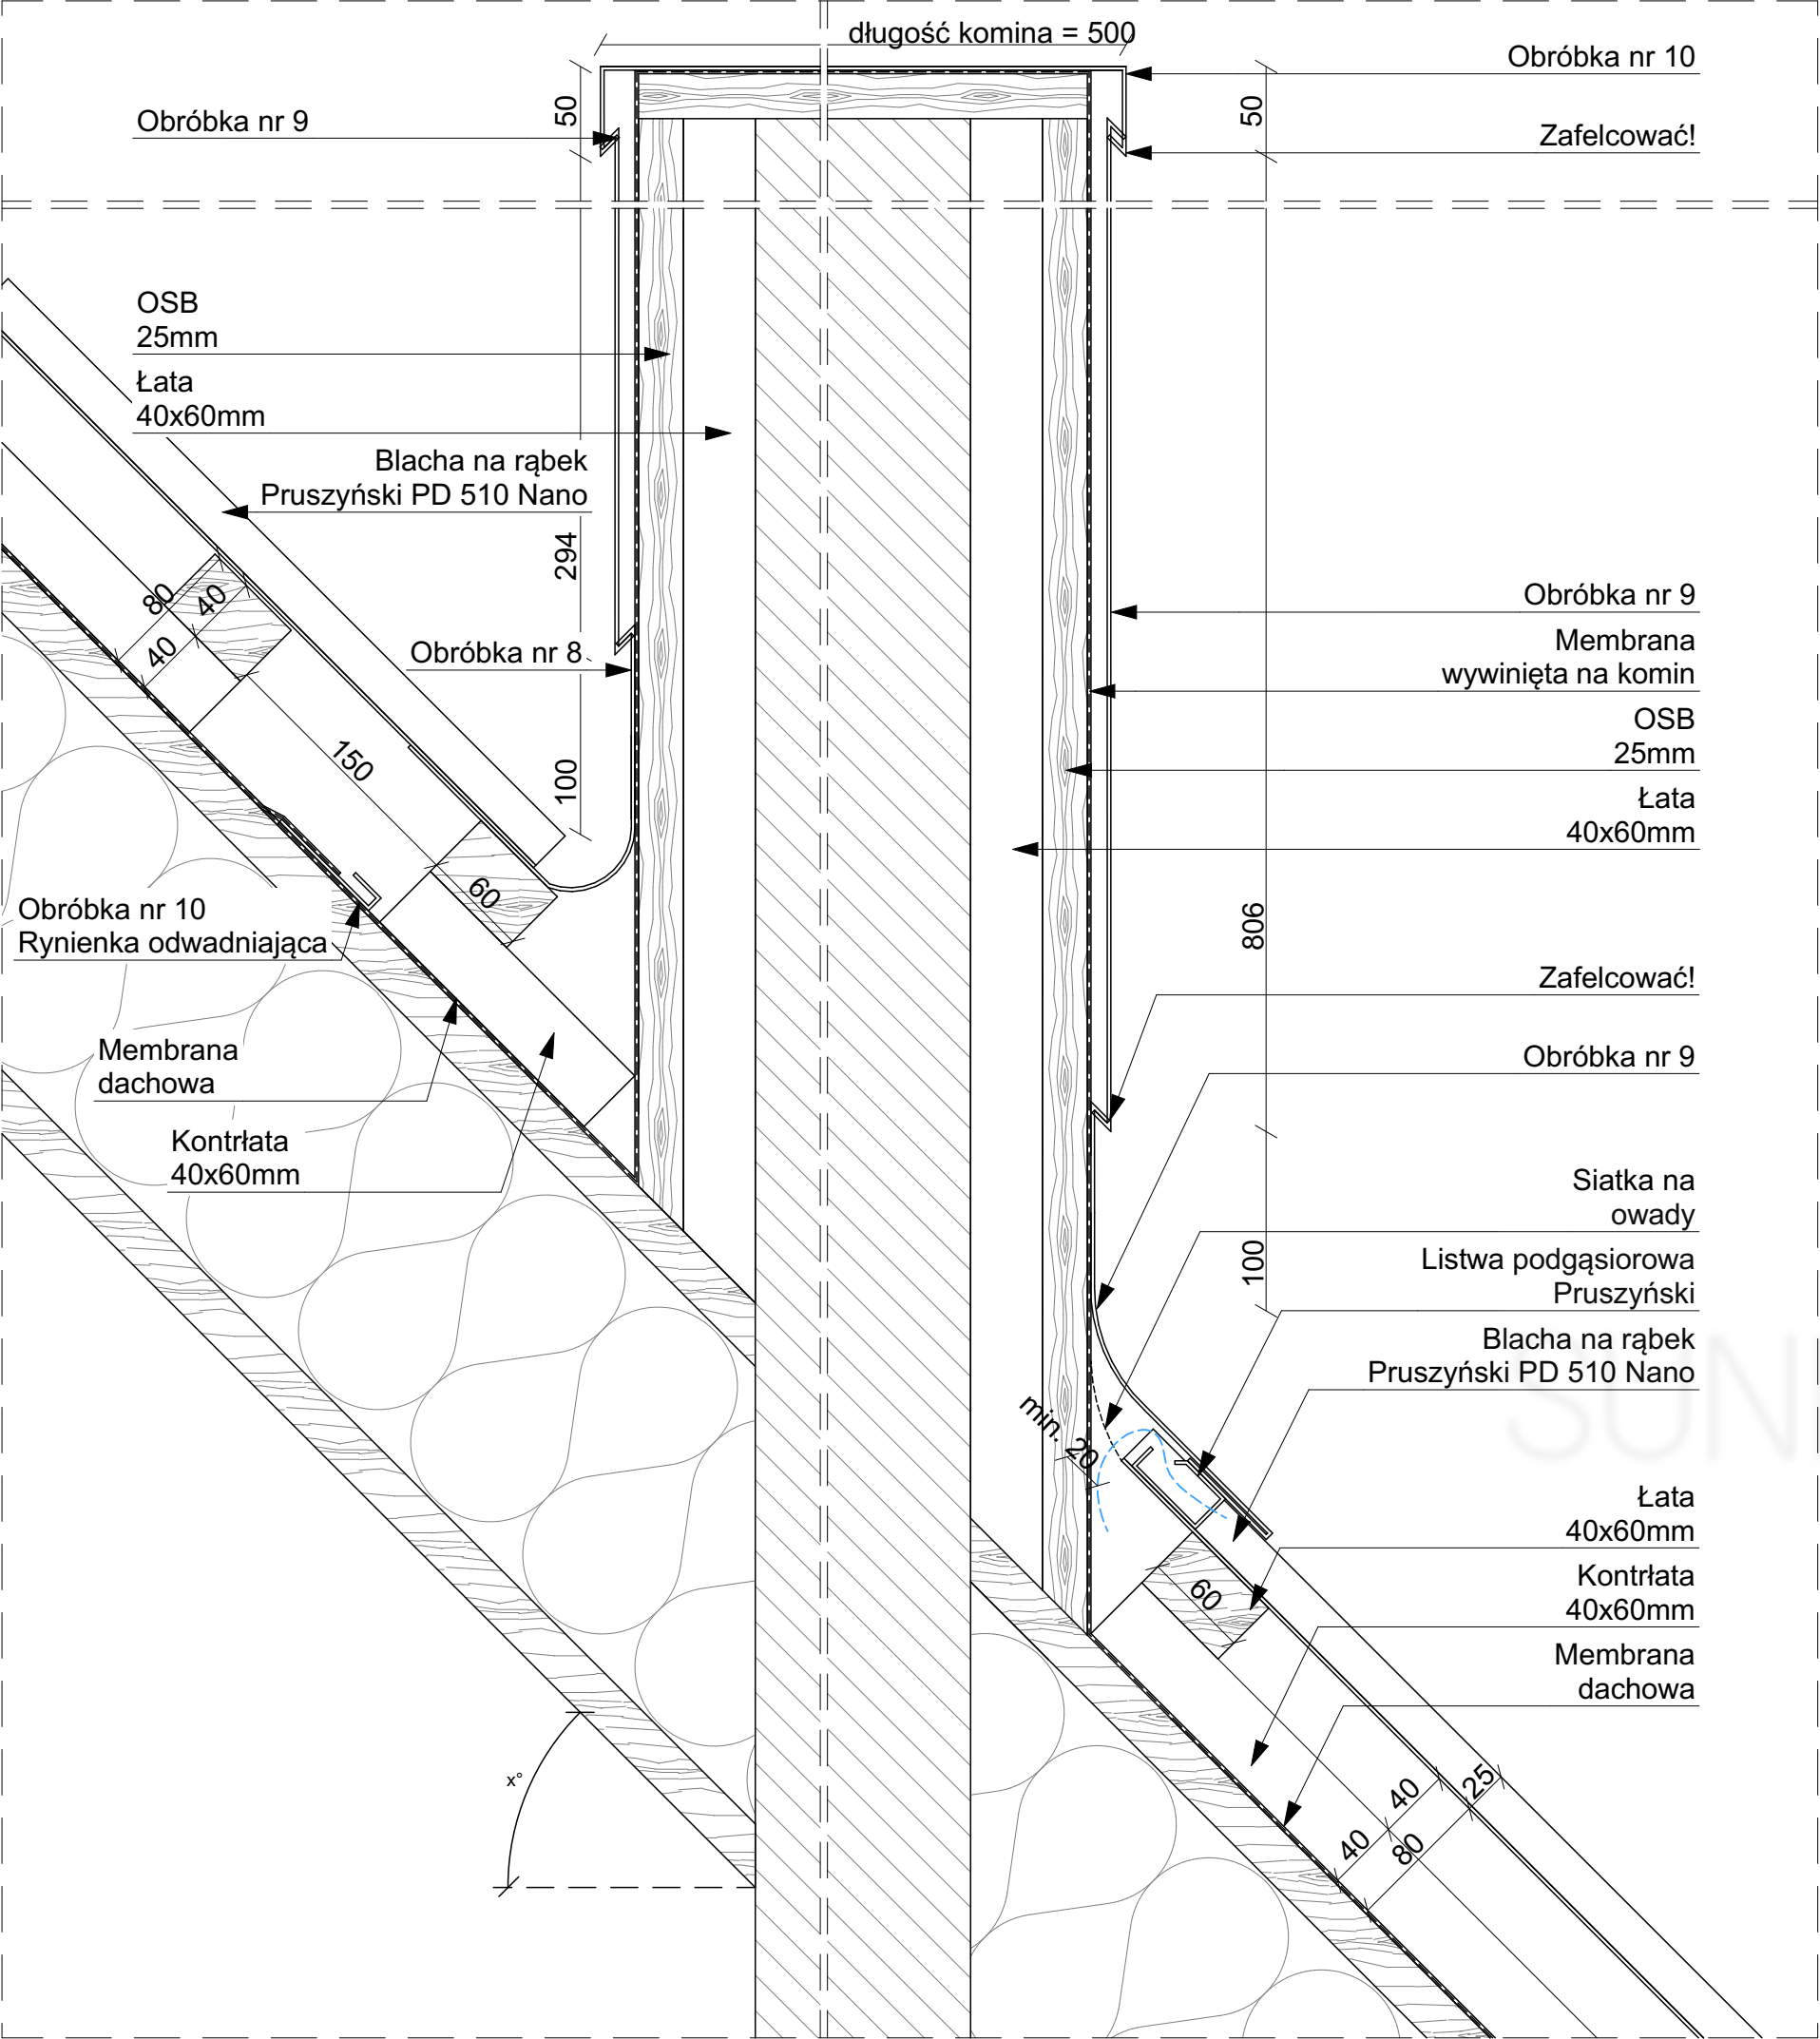 długość komina = 500
Obróbka nr 10
50
50
Obróbka nr 9
Zafelcować!
OSB
25mm
Łata
40x60mm
Blacha na rąbek
Pruszyński PD 510 Nano
294
80
40
40
Obróbka nr 8
150
100
60
Obróbka nr 10
Rynienka odwadniająca
Membrana
dachowa
Kontrłata
40x60mm
x°
Obróbka nr 9
Membrana
wywinięta na komin
OSB
25mm
Łata
40x60mm
806
Zafelcować!
Obróbka nr 9
Siatka na
owady
100
Listwa podgąsiorowa
Pruszyński
Blacha na rąbek
Pruszyński PD 510 Nano
SUN
min. 20
Łata
40x60mm
60
Kontrłata
40x60mm
Membrana
dachowa
40
25
40
80